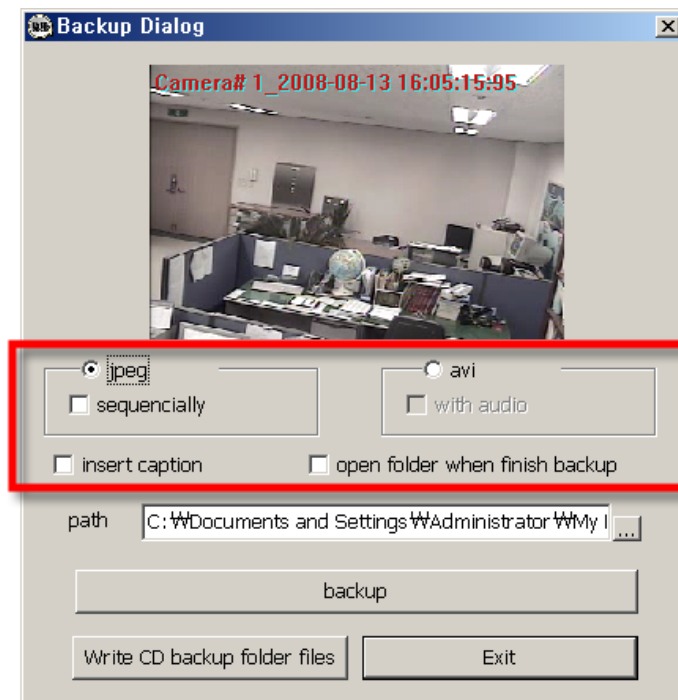 Backup Dialog
Camera# 1_2008-08-13 16:05:15:95
jpeg
avi
sequencially
with audio
insert caption
open folder when finish backup
path
C:₩Documents and Settings₩Administrator₩My
...
backup
Write CD backup folder files
Exit